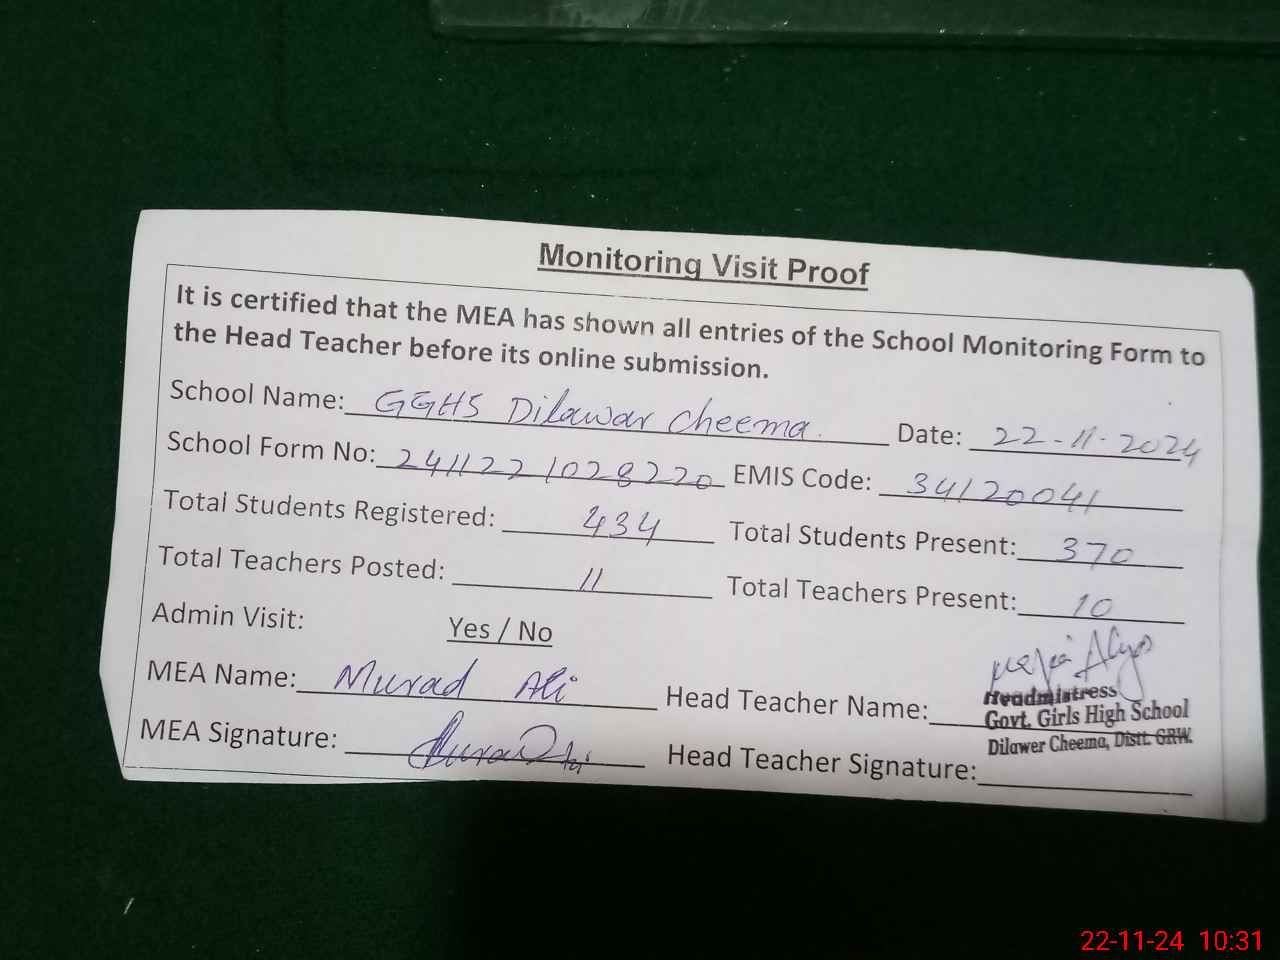 Monitoring Visit Proof
It is certified that the MEA has shown all entries of the School Monitoring Form to
the Head Teacher before its online submission.
School Name: GGHS Dilawar Cheema. Date: 22-11-2024
School Form No: 2411221028220 EMIS Code: 34120041
Total Students Registered: 434 Total Students Present: 370
Total Teachers Posted: 11 Total Teachers Present: 10
Admin Visit: Yes / No
MEA Name: Murad Ali Head Teacher Name:
Headmistress
Govt. Girls High School
Dilawer Cheema, Distt. GRW.
MEA Signature: Head Teacher Signature:
22-11-24 10:31